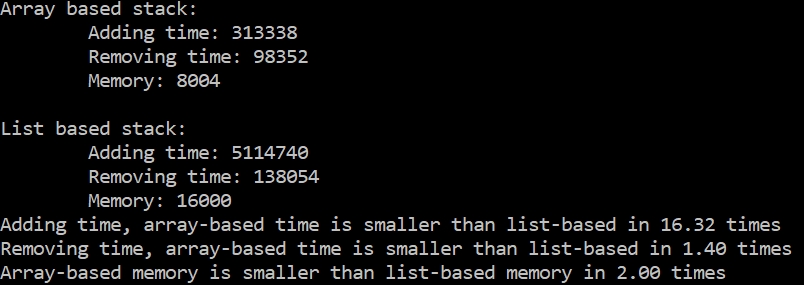 Array based stack:
Adding time: 313338
Removing time: 98352
Memory: 8004
List based stack:
Adding time: 5114740
Removing time: 138054
Memory: 16000
Adding time, array-based time is smaller than list-based in 16.32 times
Removing time, array-based time is smaller than list-based in 1.40 times
Array-based memory is smaller than list-based memory in 2.00 times